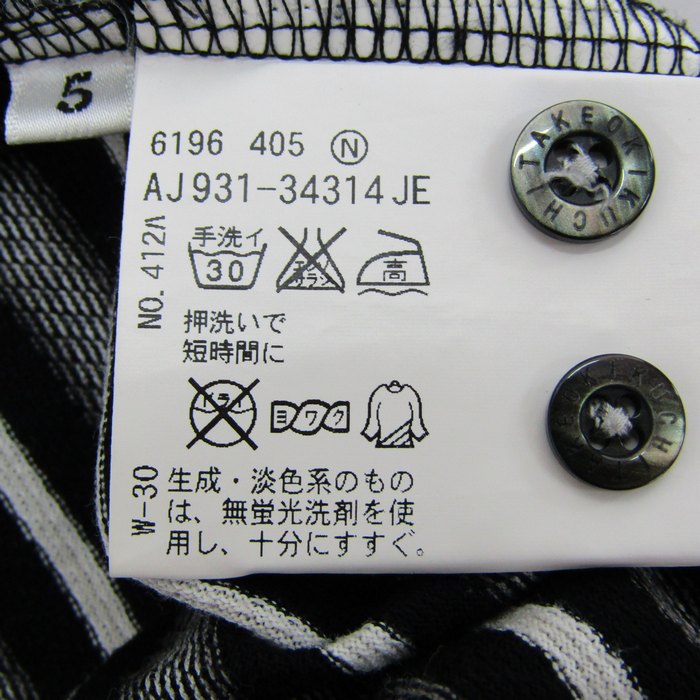 5
6196 405 Ⓝ
AJ931-34314JE
NO.412A
手洗イ
30
エンソ
サラシ
高
押洗いで
短時間に
ドライ
ヨワク
W-30
生成・淡色系のもの
は、無蛍光洗剤を使
用し、十分にすすぐ。
TAKEOKIKUCHI
TAKEOKIKUCHI